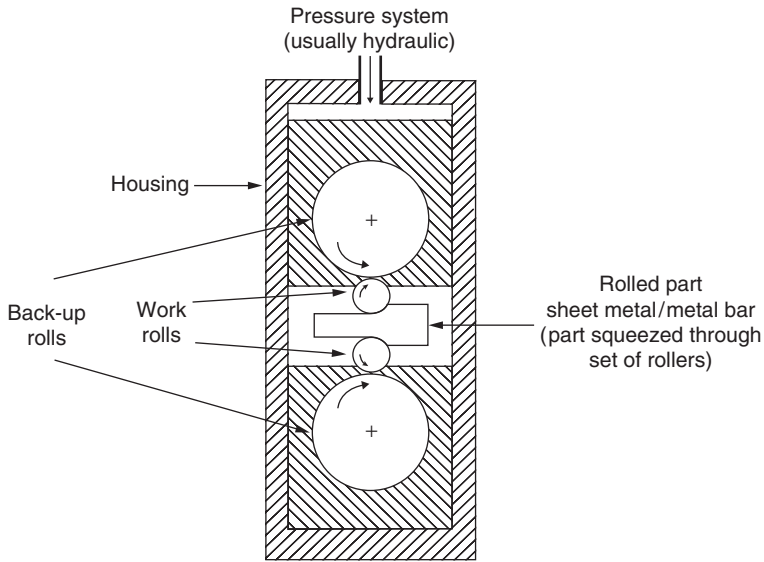 Pressure system
(usually hydraulic)
Housing
Back-up
rolls
Work
rolls
Rolled part
sheet metal/metal bar
(part squeezed through
set of rollers)